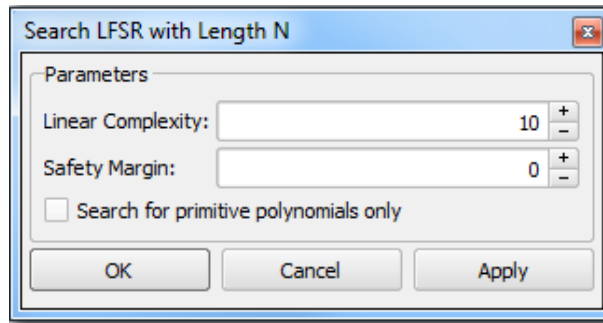 Search LFSR with Length N
Parameters
Linear Complexity: 10 + -
Safety Margin: 0 + -
Search for primitive polynomials only
OK Cancel Apply